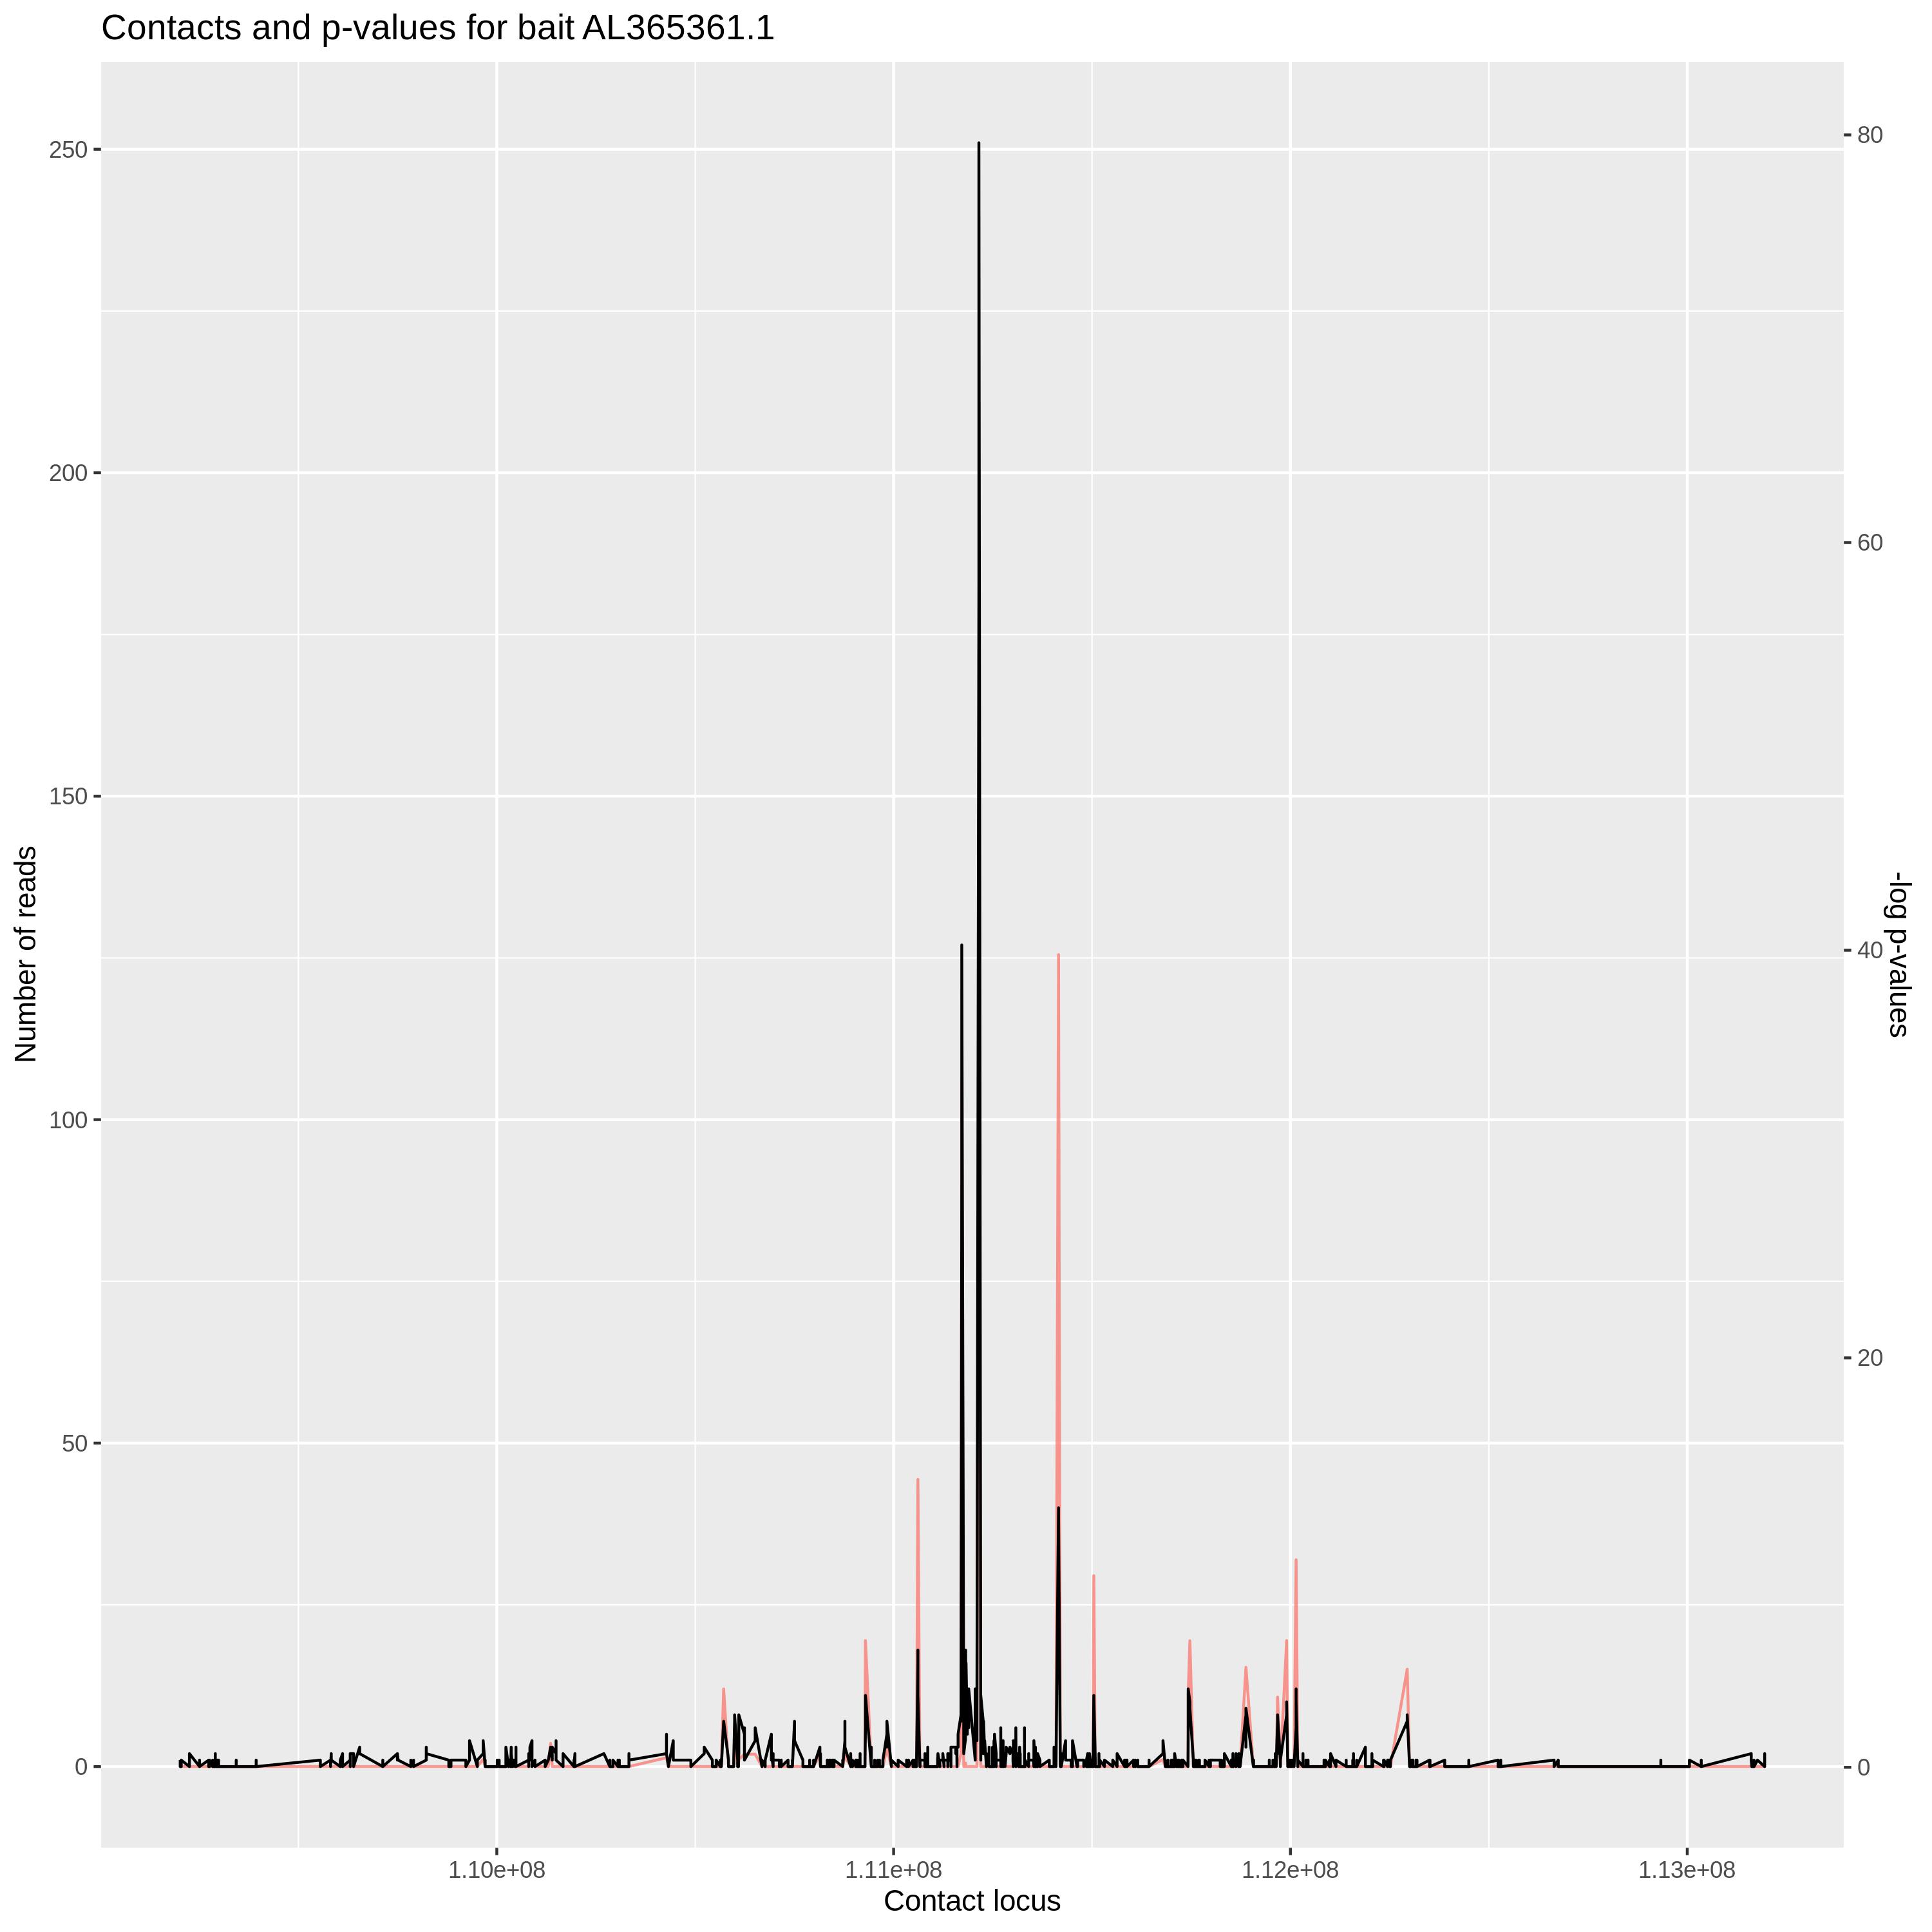 Contacts and p-values for bait AL365361.1
250
200
150
100
50
0
Number of reads
80
60
40
20
0
-log p-values
1.10e+08
1.11e+08
1.12e+08
1.13e+08
Contact locus